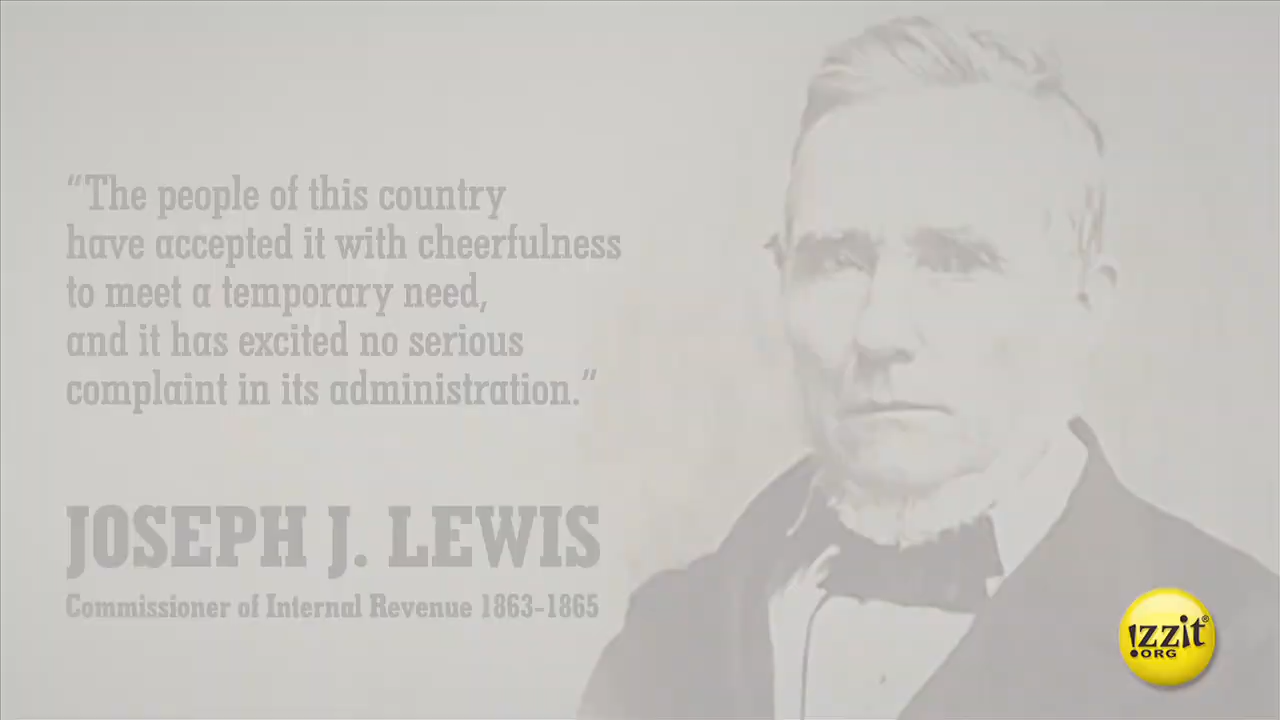 “The people of this country
have accepted it with cheerfulness
to meet a temporary need,
and it has excited no serious
complaint in its administration.”
JOSEPH J. LEWIS
Commissioner of Internal Revenue 1863-1865
!zzit®
.ORG